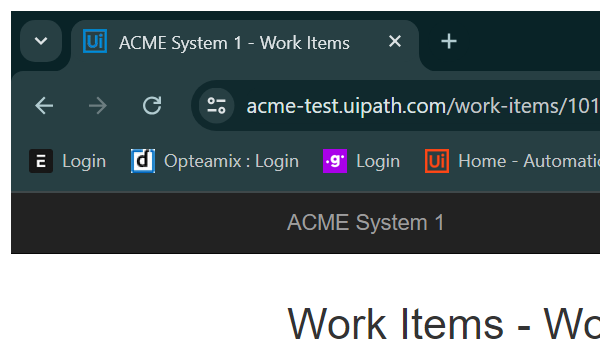 Ui ACME System 1 - Work Items
acme-test.uipath.com/work-items/101
E Login d Opteamix : Login .g Login Ui Home - Automatic
ACME System 1
Work Items - Wo